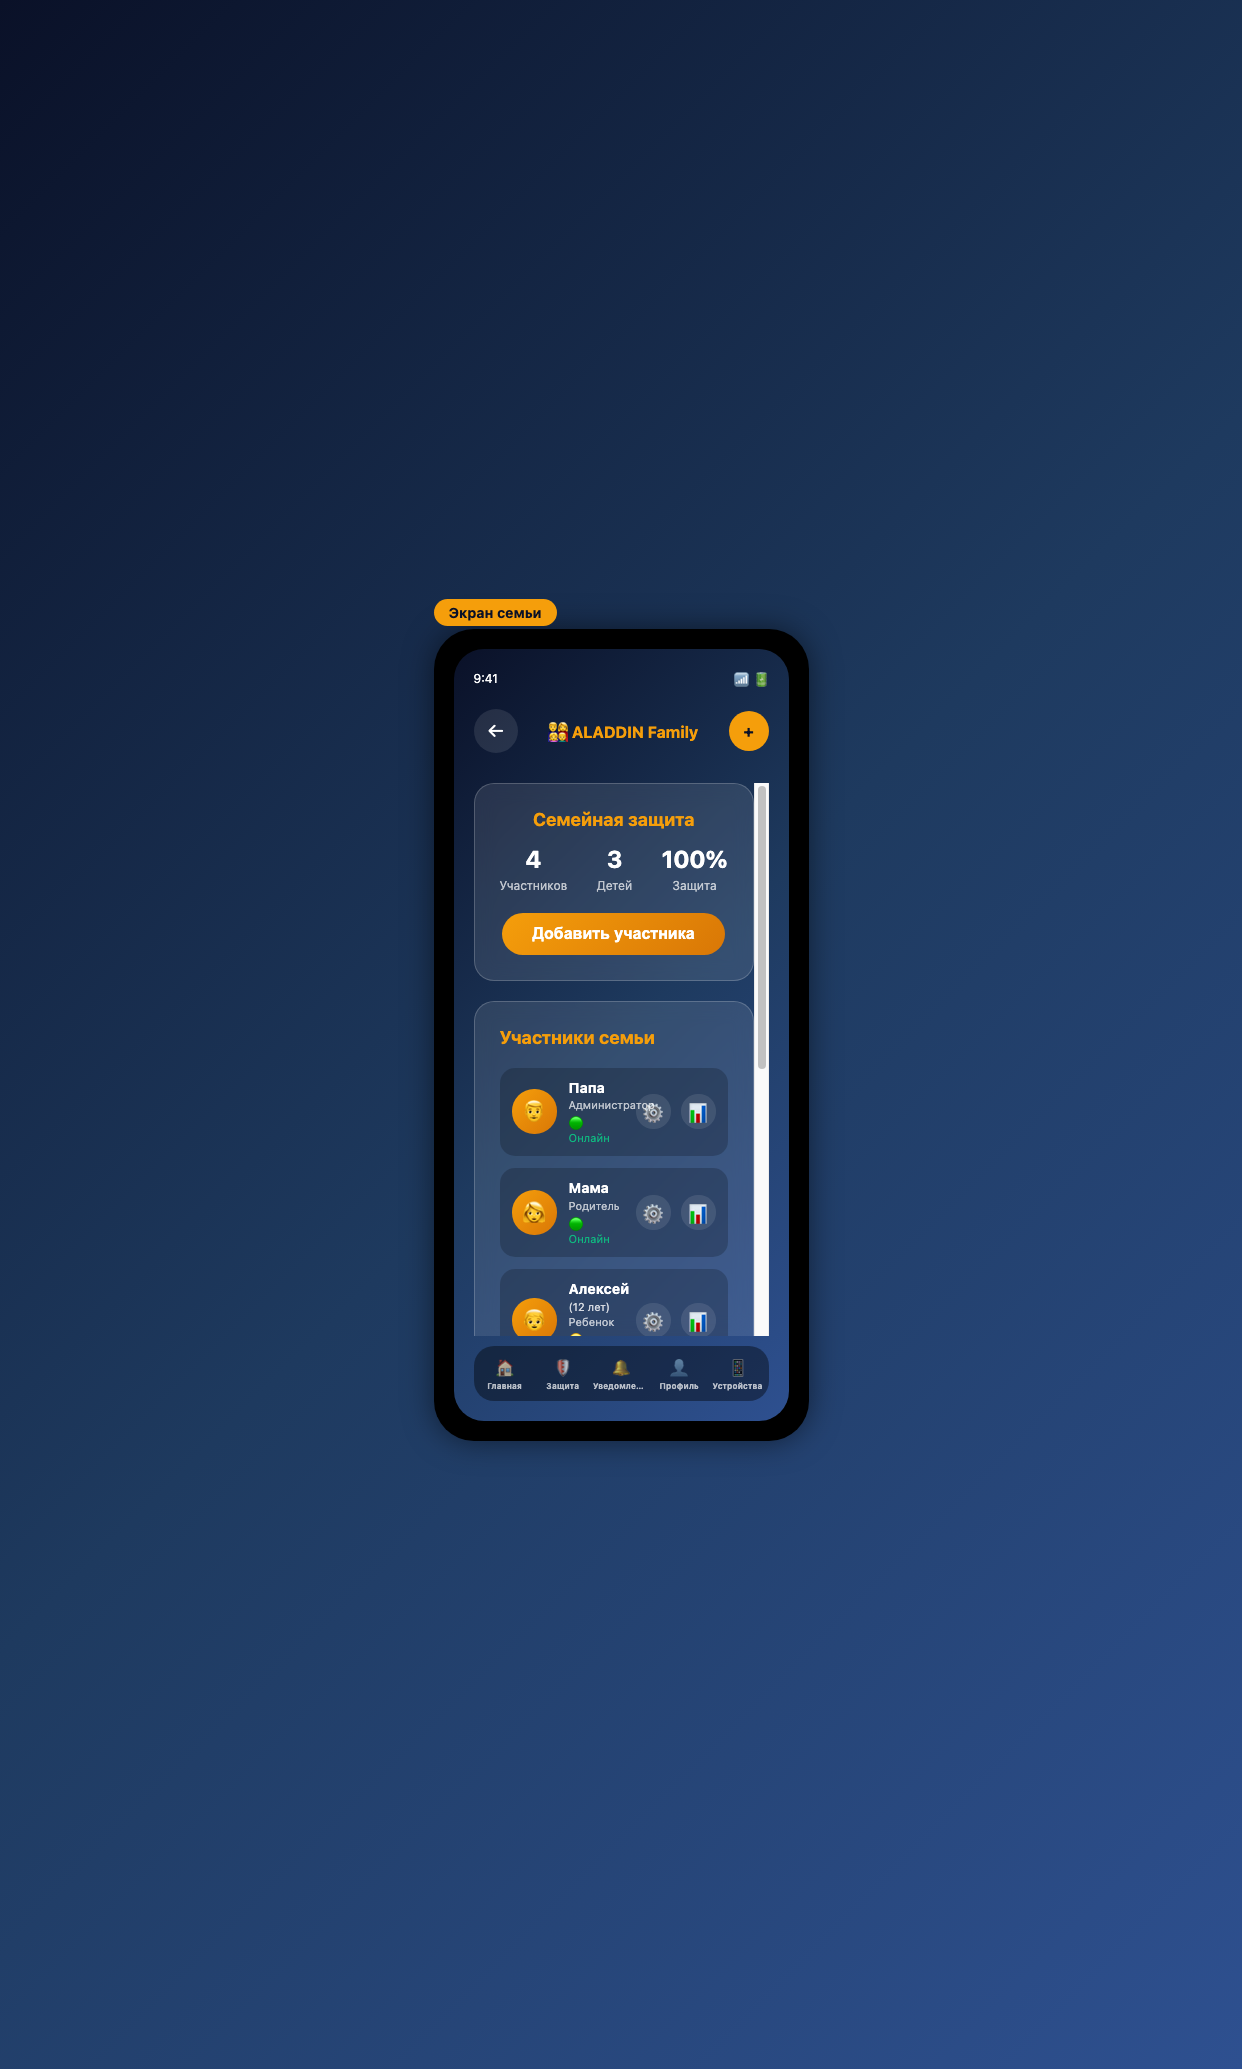 Экран семьи
9:41
ALADDIN Family
+
Семейная защита
4 3 100%
Участников Детей Защита
Добавить участника
Участники семьи
Папа
Администратор
Онлайн
Мама
Родитель
Онлайн
Алексей
(12 лет)
Ребенок
Главная Защита Уведомле... Профиль Устройства